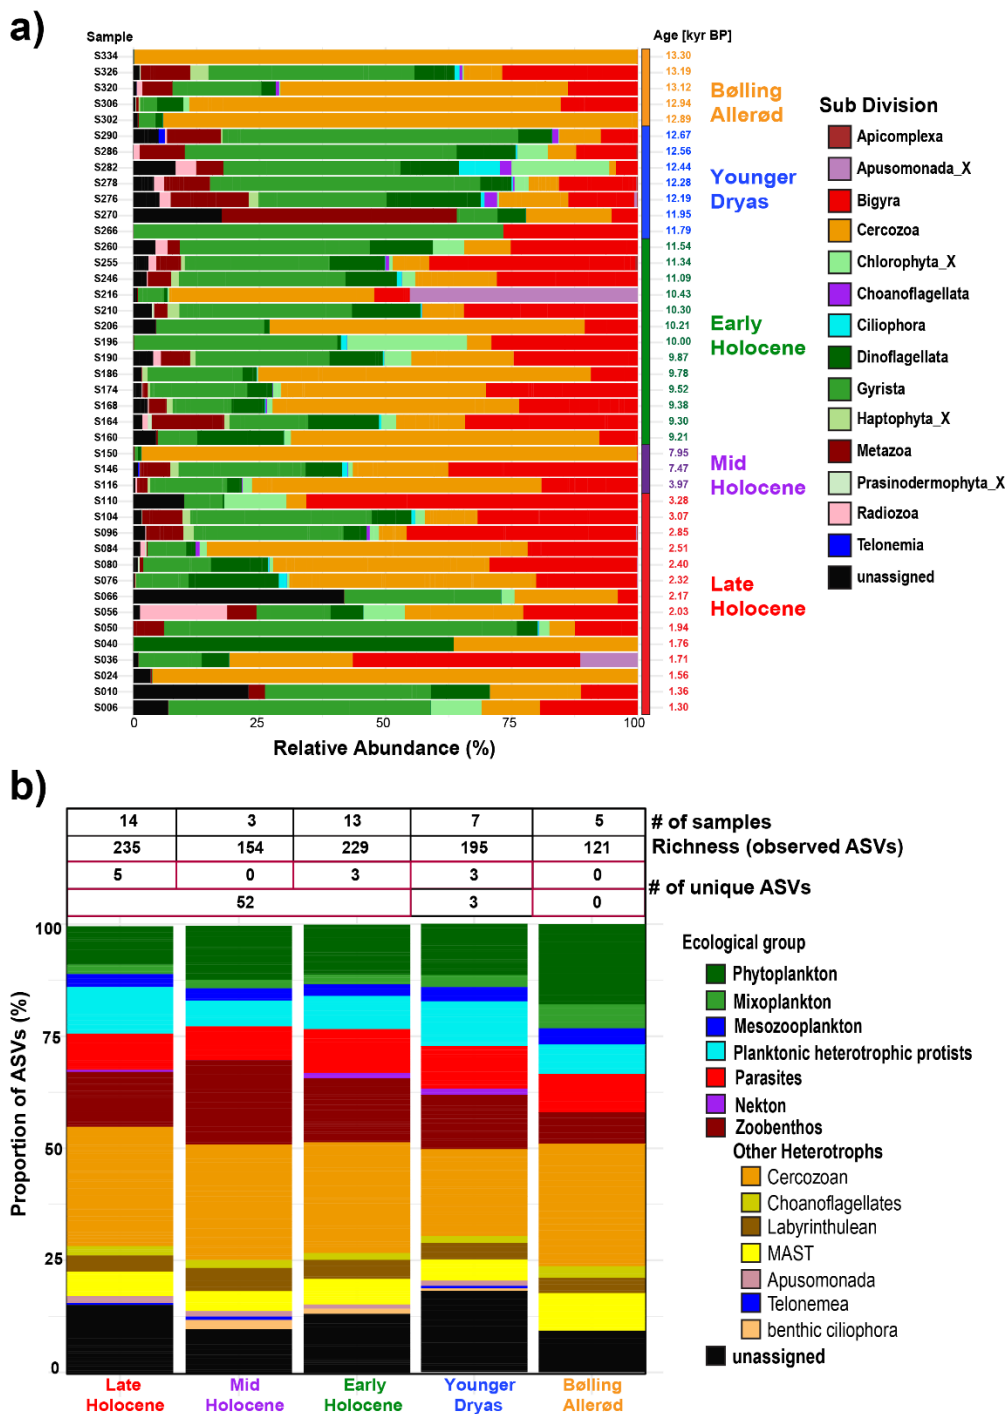 a)
Sample
Age [kyr BP]
S334 13.30
S326 13.19
S320 13.12
S306 12.94
S302 12.89
S290 12.67
S286 12.56
S282 12.44
S278 12.28
S276 12.19
S270 11.95
S266 11.79
S260 11.54
S255 11.34
S246 11.09
S216 10.43
S210 10.30
S206 10.21
S196 10.00
S190 9.87
S186 9.78
S174 9.52
S168 9.38
S164 9.30
S160 9.21
S150 7.95
S146 7.47
S116 3.97
S110 3.28
S104 3.07
S096 2.85
S084 2.51
S080 2.40
S076 2.32
S066 2.17
S056 2.03
S050 1.94
S040 1.76
S036 1.71
S024 1.56
S010 1.36
S006 1.30
0 25 50 75 100
Relative Abundance (%)
Bølling
Allerød
Younger
Dryas
Early
Holocene
Mid
Holocene
Late
Holocene
Sub Division
Apicomplexa
Apusomonada_X
Bigyra
Cercozoa
Chlorophyta_X
Choanoflagellata
Ciliophora
Dinoflagellata
Gyrista
Haptophyta_X
Metazoa
Prasinodermophyta_X
Radiozoa
Telonemia
unassigned
b)
14 3 13 7 5 # of samples
235 154 229 195 121 Richness (observed ASVs)
5 0 3 3 0
# of unique ASVs
52 3 0
100
75
50
25
0
Proportion of ASVs (%)
Late
Holocene
Mid
Holocene
Early
Holocene
Younger
Dryas
Bølling
Allerød
Ecological group
Phytoplankton
Mixoplankton
Mesozooplankton
Planktonic heterotrophic protists
Parasites
Nekton
Zoobenthos
Other Heterotrophs
Cercozoan
Choanoflagellates
Labyrinthulean
MAST
Apusomonada
Telonemea
benthic ciliophora
unassigned